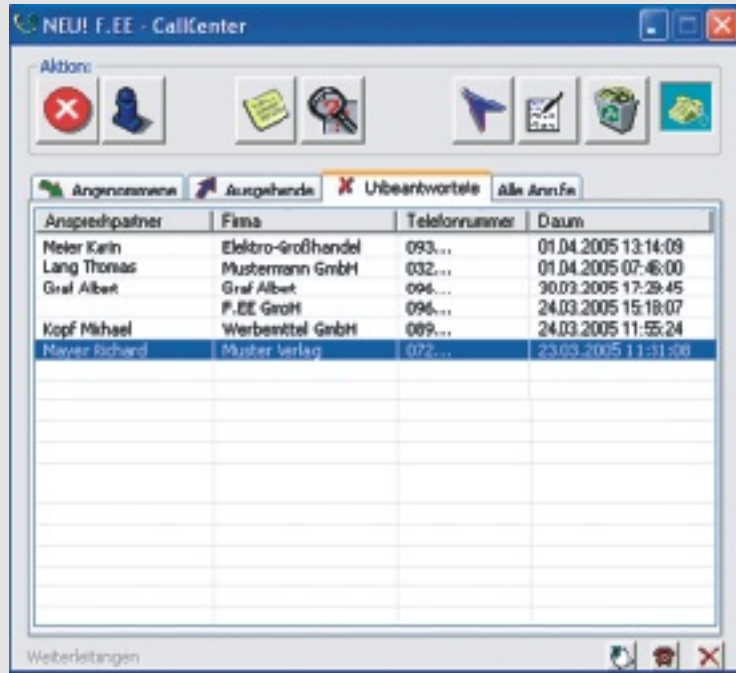 NEU! F.EE - CallCenter
Aktion:
Angenommene Ausgehende Unbeantwortete Alle Anrufe
Ansprechpartner Firma Telefonnummer Daum
Meier Karin Elektro-Großhandel 093... 01.04.2005 13:14:09
Lang Thomas Mustermann GmbH 032... 01.04.2005 07:46:00
Graf Albert Graf Albert 096.... 30.03.2005 17:29:45
F.EE GmbH 096.... 24.03.2005 15:18:07
Kopf Michael Werbemittel GmbH 089... 24.03.2005 11:55:24
Mayer Richard Muster Verlag 072... 23.03.2005 11:31:08
Weiterleitungen